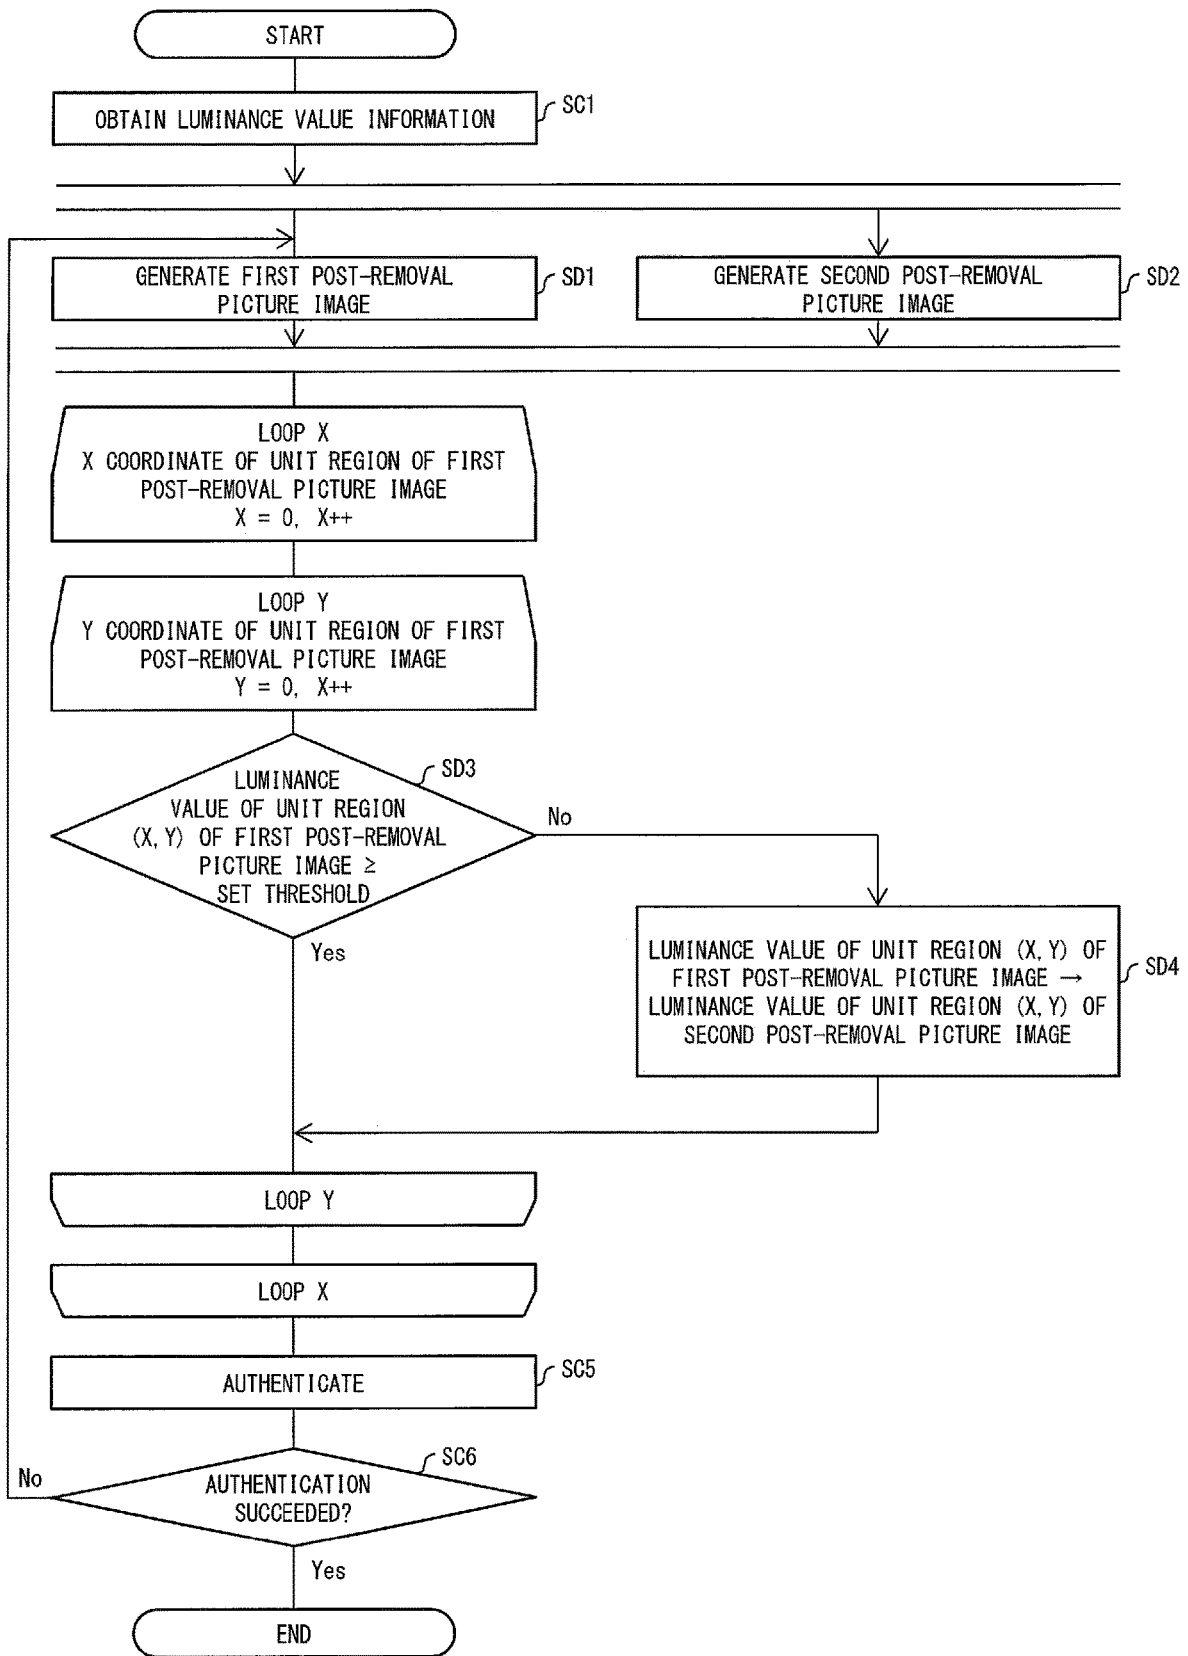 START
OBTAIN LUMINANCE VALUE INFORMATION
SC1
GENERATE FIRST POST-REMOVAL
PICTURE IMAGE
SD1
GENERATE SECOND POST-REMOVAL
PICTURE IMAGE
SD2
LOOP X
X COORDINATE OF UNIT REGION OF FIRST
POST-REMOVAL PICTURE IMAGE
X = 0, X++
LOOP Y
Y COORDINATE OF UNIT REGION OF FIRST
POST-REMOVAL PICTURE IMAGE
Y = 0, X++
SD3
LUMINANCE
VALUE OF UNIT REGION
(X, Y) OF FIRST POST-REMOVAL
PICTURE IMAGE ≥
SET THRESHOLD
No
Yes
LUMINANCE VALUE OF UNIT REGION (X, Y) OF
FIRST POST-REMOVAL PICTURE IMAGE →
LUMINANCE VALUE OF UNIT REGION (X, Y) OF
SECOND POST-REMOVAL PICTURE IMAGE
SD4
LOOP Y
LOOP X
AUTHENTICATE
SC5
SC6
AUTHENTICATION
SUCCEEDED?
No
Yes
END